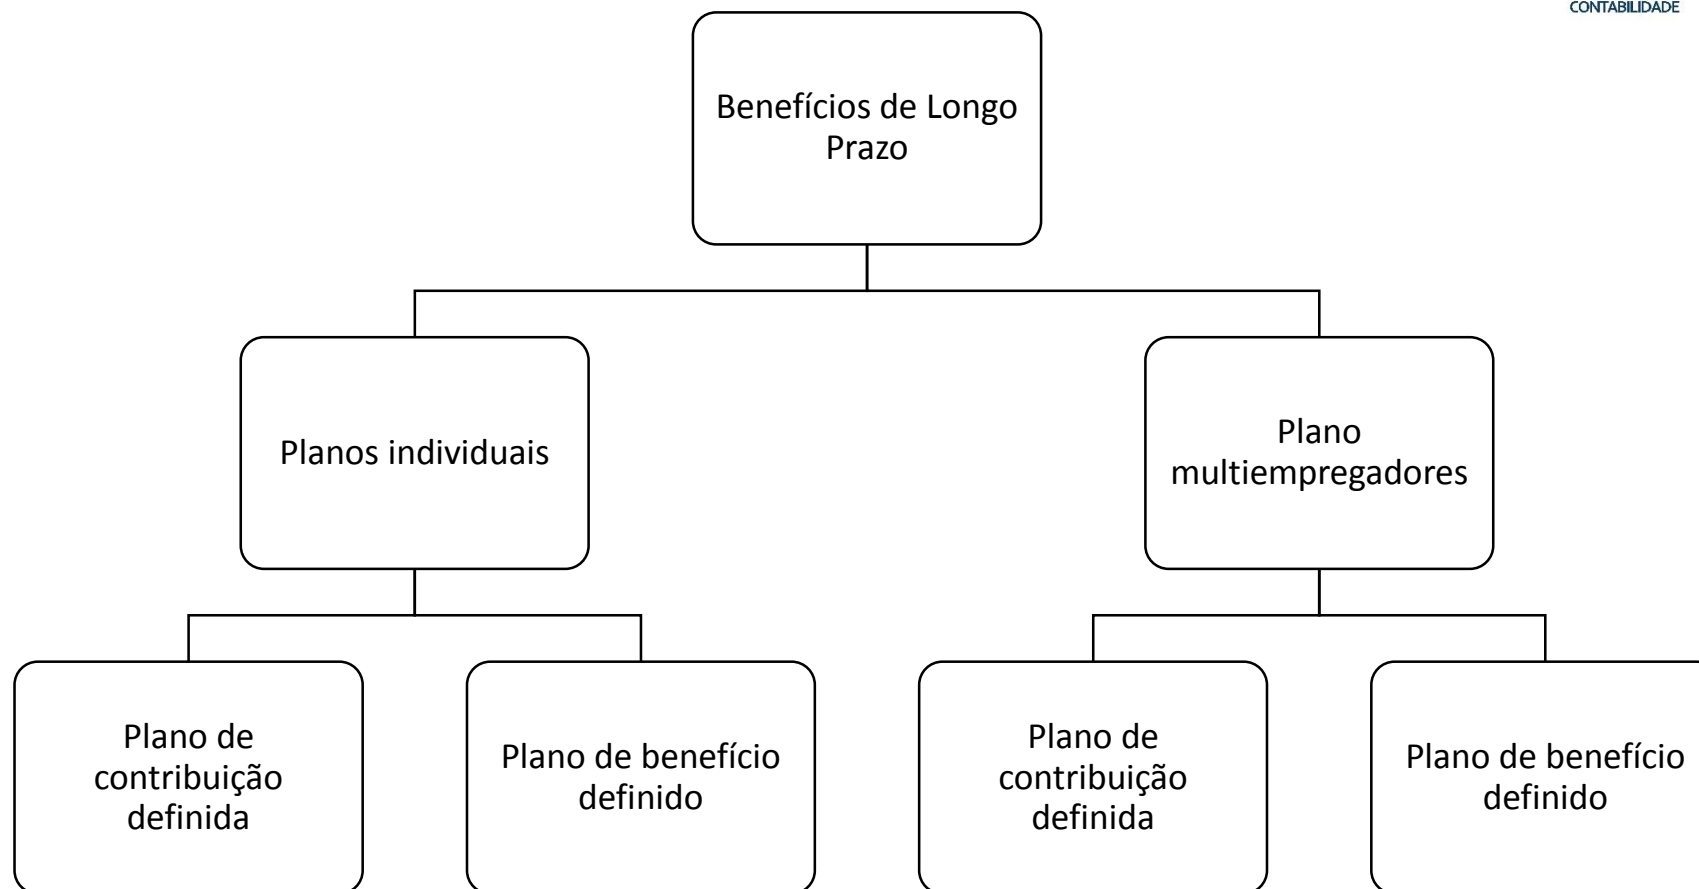 CONTABILIDADE
Benefícios de Longo
Prazo
Planos individuais
Plano
multiempregadores
Plano de
contribuição
definida
Plano de benefício
definido
Plano de
contribuição
definida
Plano de benefício
definido